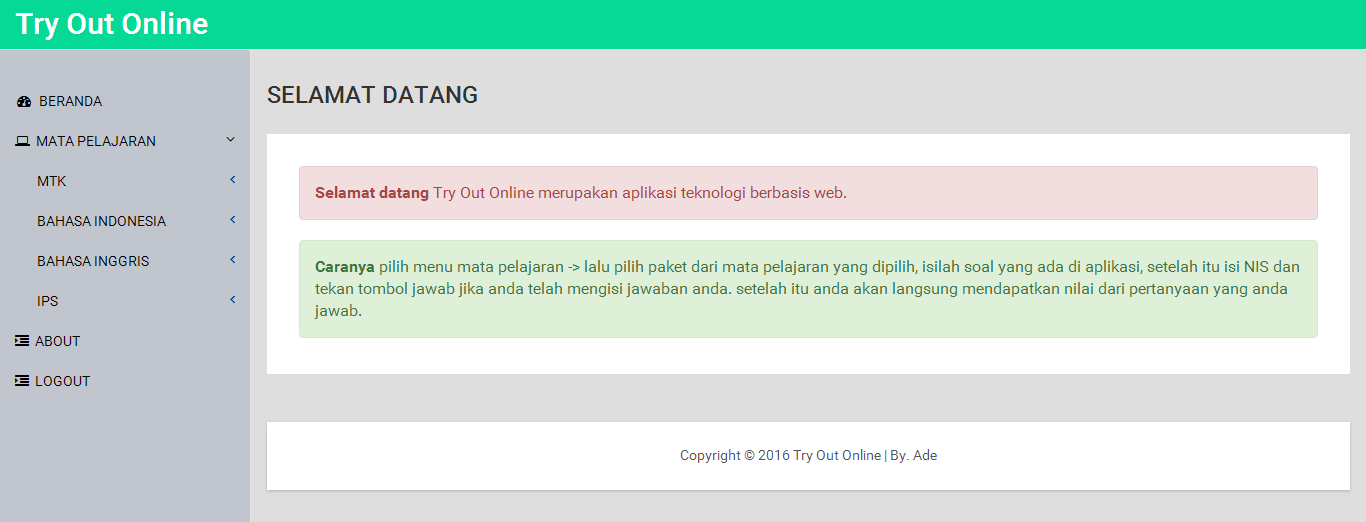 Try Out Online
BERANDA
MATA PELAJARAN
MTK
BAHASA INDONESIA
BAHASA INGGRIS
IPS
ABOUT
LOGOUT
SELAMAT DATANG
Selamat datang Try Out Online merupakan aplikasi teknologi berbasis web.
Caranya pilih menu mata pelajaran -> lalu pilih paket dari mata pelajaran yang dipilih, isilah soal yang ada di aplikasi, setelah itu isi NIS dan
tekan tombol jawab jika anda telah mengisi jawaban anda. setelah itu anda akan langsung mendapatkan nilai dari pertanyaan yang anda
jawab.
Copyright © 2016 Try Out Online | By. Ade